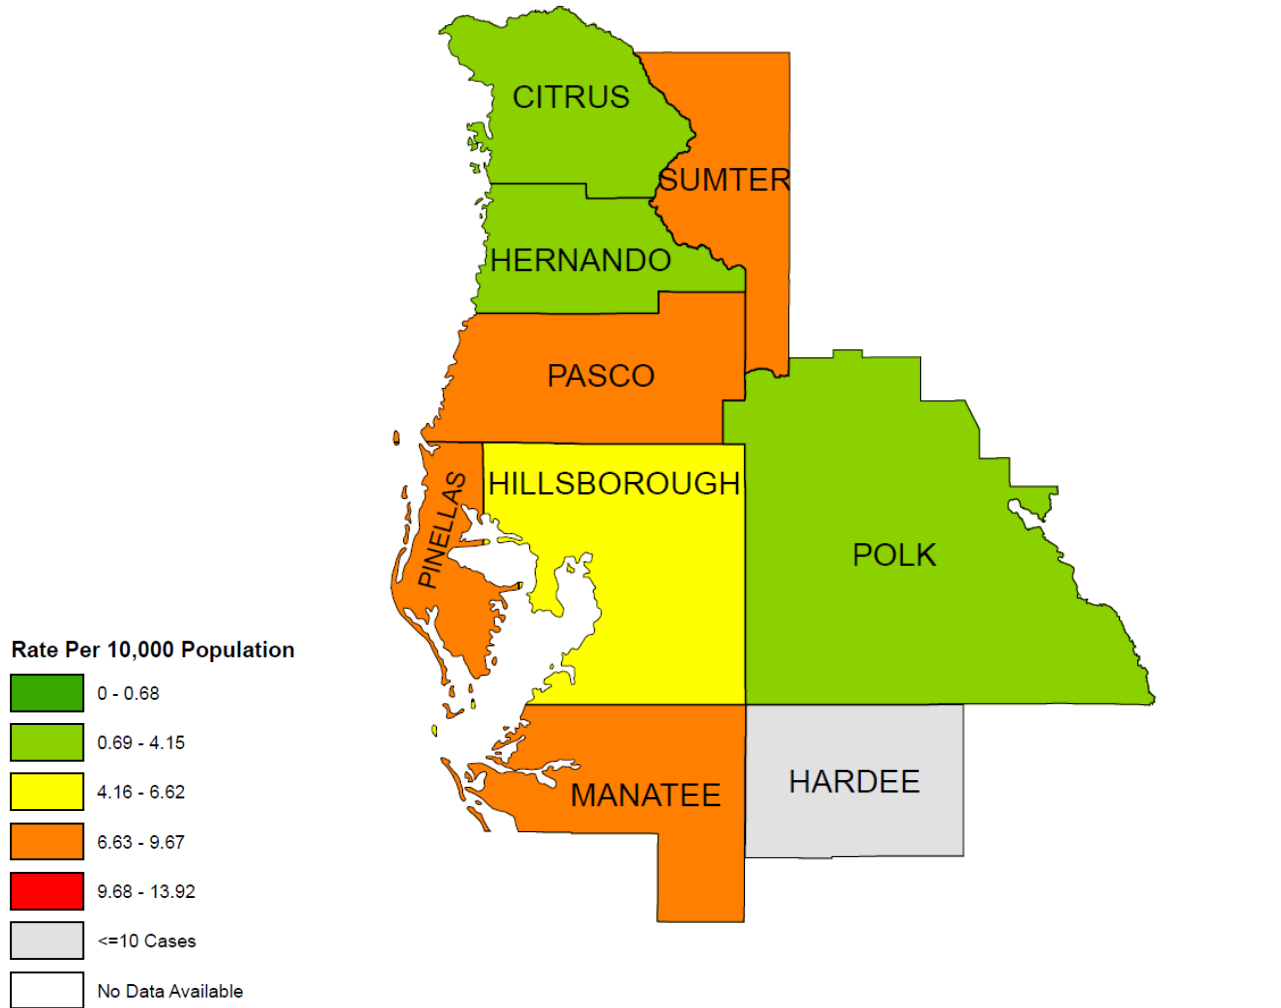 CITRUS
SUMTER
HERNANDO
PASCO
HILLSBOROUGH
PINELLAS
POLK
MANATEE
HARDEE
Rate Per 10,000 Population
0 - 0.68
0.69 - 4.15
4.16 - 6.62
6.63 - 9.67
9.68 - 13.92
<=10 Cases
No Data Available